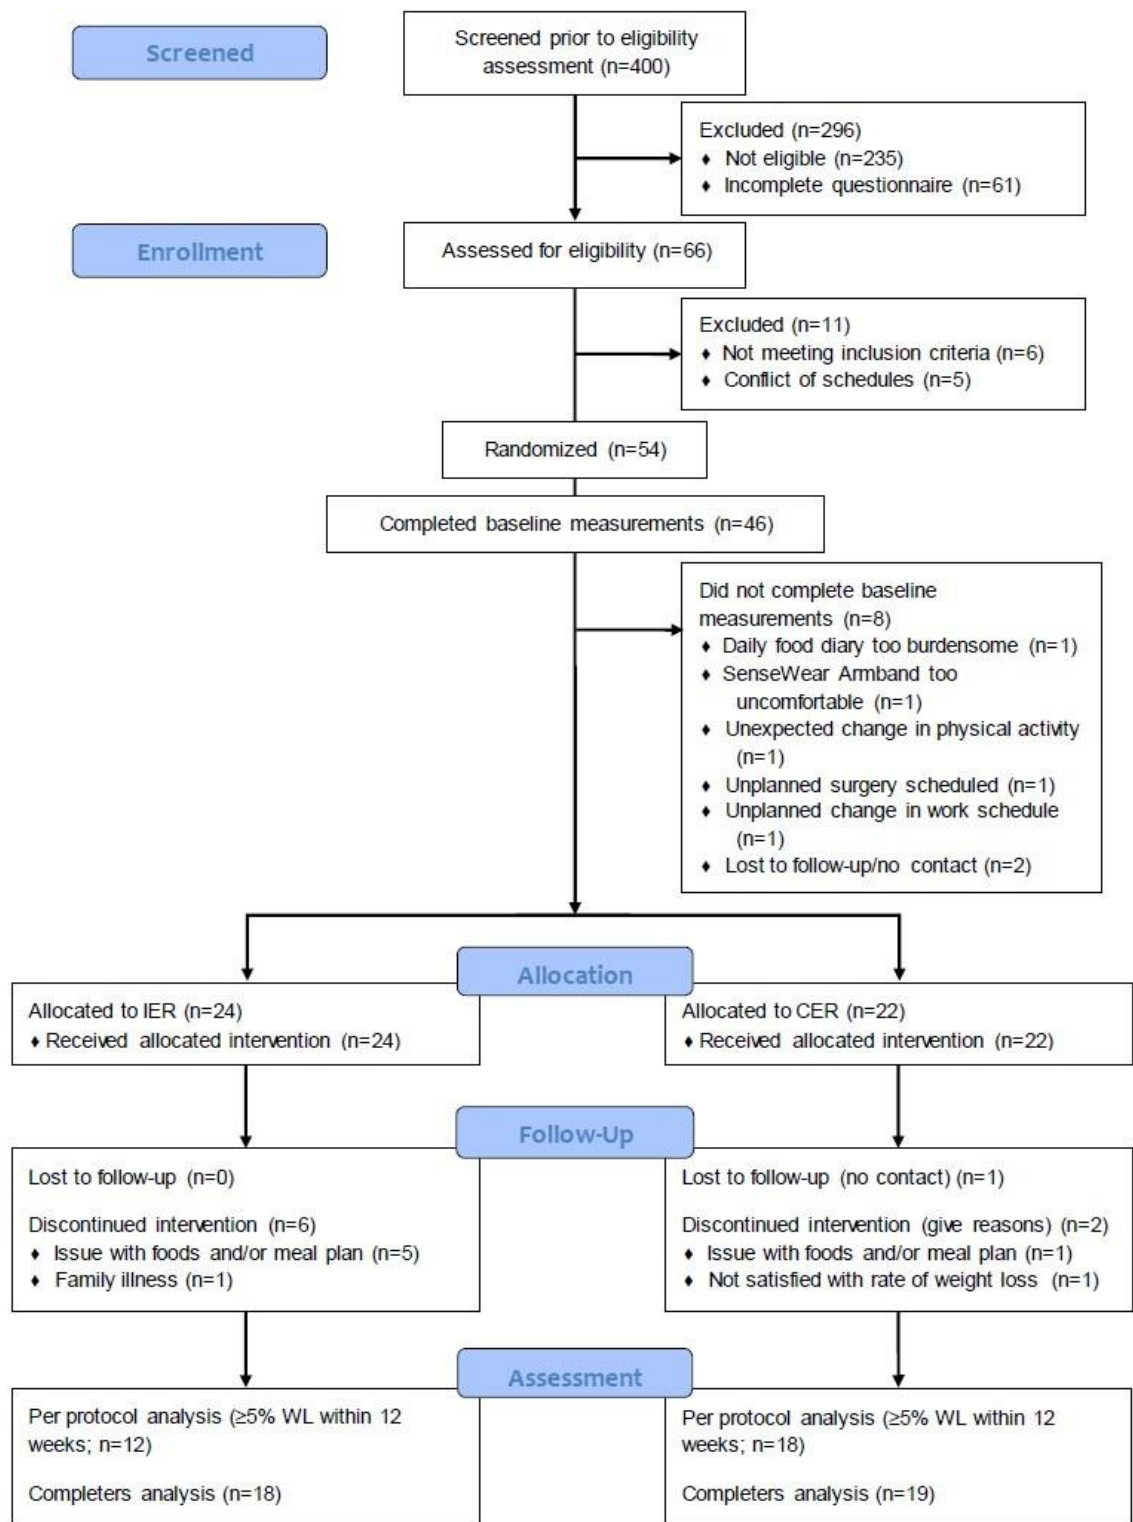 Screened
Screened prior to eligibility
assessment (n=400)
Excluded (n=296)
♦ Not eligible (n=235)
♦ Incomplete questionnaire (n=61)
Enrollment
Assessed for eligibility (n=66)
Excluded (n=11)
♦ Not meeting inclusion criteria (n=6)
♦ Conflict of schedules (n=5)
Randomized (n=54)
Completed baseline measurements (n=46)
Did not complete baseline
measurements (n=8)
♦ Daily food diary too burdensome (n=1)
♦ SenseWear Armband too
uncomfortable (n=1)
♦ Unexpected change in physical activity
(n=1)
♦ Unplanned surgery scheduled (n=1)
♦ Unplanned change in work schedule
(n=1)
♦ Lost to follow-up/no contact (n=2)
Allocation
Allocated to IER (n=24)
♦ Received allocated intervention (n=24)
Allocated to CER (n=22)
♦ Received allocated intervention (n=22)
Follow-Up
Lost to follow-up (n=0)
Discontinued intervention (n=6)
♦ Issue with foods and/or meal plan (n=5)
♦ Family illness (n=1)
Lost to follow-up (no contact) (n=1)
Discontinued intervention (give reasons) (n=2)
♦ Issue with foods and/or meal plan (n=1)
♦ Not satisfied with rate of weight loss (n=1)
Assessment
Per protocol analysis (≥5% WL within 12
weeks; n=12)
Completers analysis (n=18)
Per protocol analysis (≥5% WL within 12
weeks; n=18)
Completers analysis (n=19)